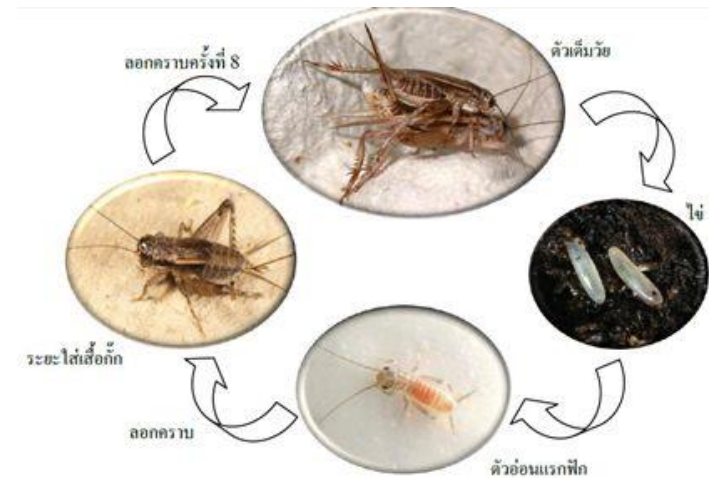 ลอกคราบครั้งที่ 8
ตัวเต็มวัย
ไข่
ระยะใส่เสื้อกั๊ก
ลอกคราบ
ตัวอ่อนแรกฟัก